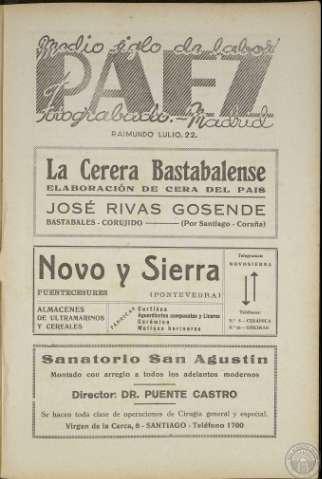 Medio siglo de labor
PAEZ
Fotograbado.-Madrid
RAIMUNDO LULIO, 22.
La Cerera Bastabalense
ELABORACIÓN DE CERA DEL PAIS
JOSÉ RIVAS GOSENDE
BASTABALES - CORUJIDO (Por Santiago - Coruña)
Novo y Sierra
PUENTECESURES
(PONTEVEDRA)
ALMACENES
DE ULTRAMARINOS
Y CEREALES
FÁBRICAS
Curtidos
Aguardientes compuestos y Licores
Cerámica
Molinos harineros
Telegramas:
NOVOSIERRA
Teléfonos:
Sanatorio San Agustín
Montado con arreglo a todos los adelantos modernos
Director: DR. PUENTE CASTRO
Se hacen toda clase de operaciones de Cirugía general y especial.
Virgen de la Cerca, 6 - SANTIAGO - Teléfono 1700